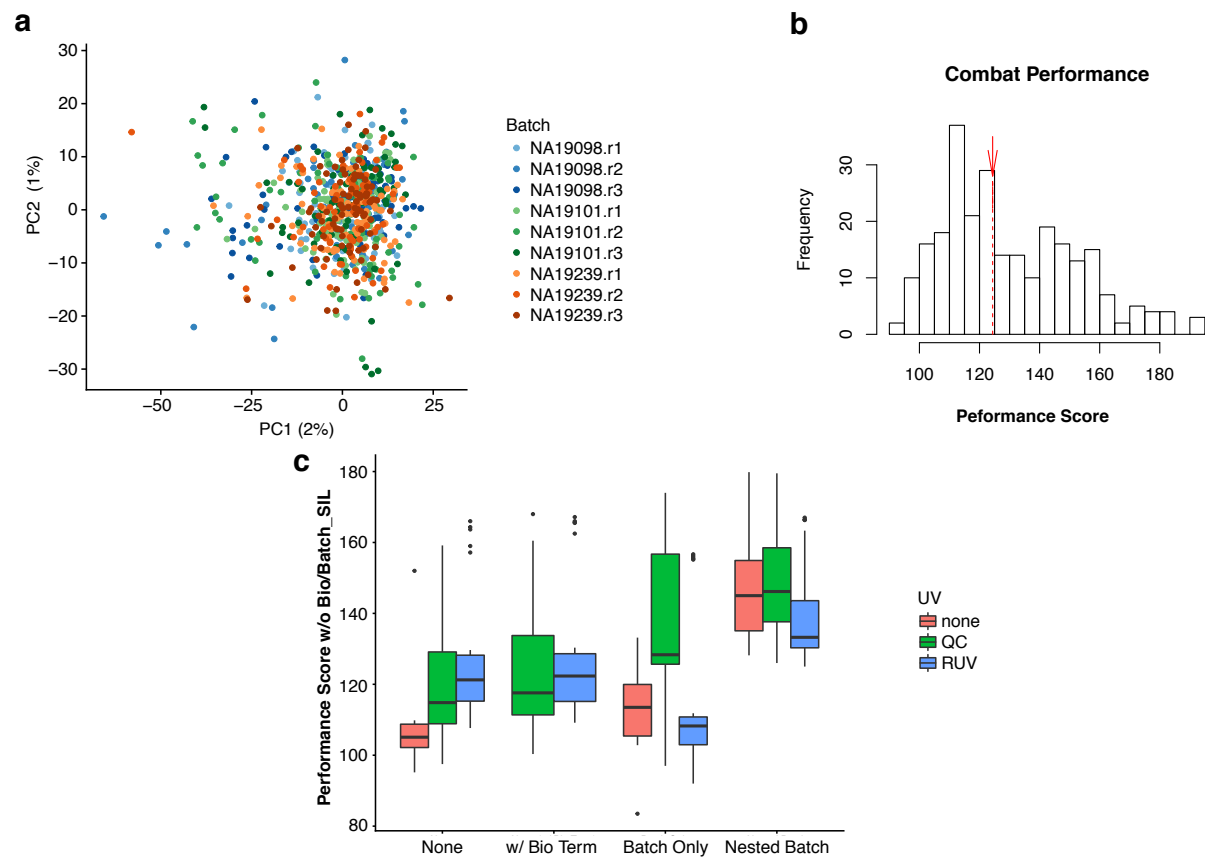 a
30
20
10
0
−10
−20
−30
PC2 (1%)
−50
−25
0
25
PC1 (2%)
Batch
NA19098.r1
NA19098.r2
NA19098.r3
NA19101.r1
NA19101.r2
NA19101.r3
NA19239.r1
NA19239.r2
NA19239.r3
b
Combat Performance
Frequency
30
20
10
0
100
120
140
160
180
Peformance Score
c
Performance Score w/o Bio/Batch_SIL
180
160
140
120
100
80
None
w/ Bio Term
Batch Only
Nested Batch
UV
none
QC
RUV